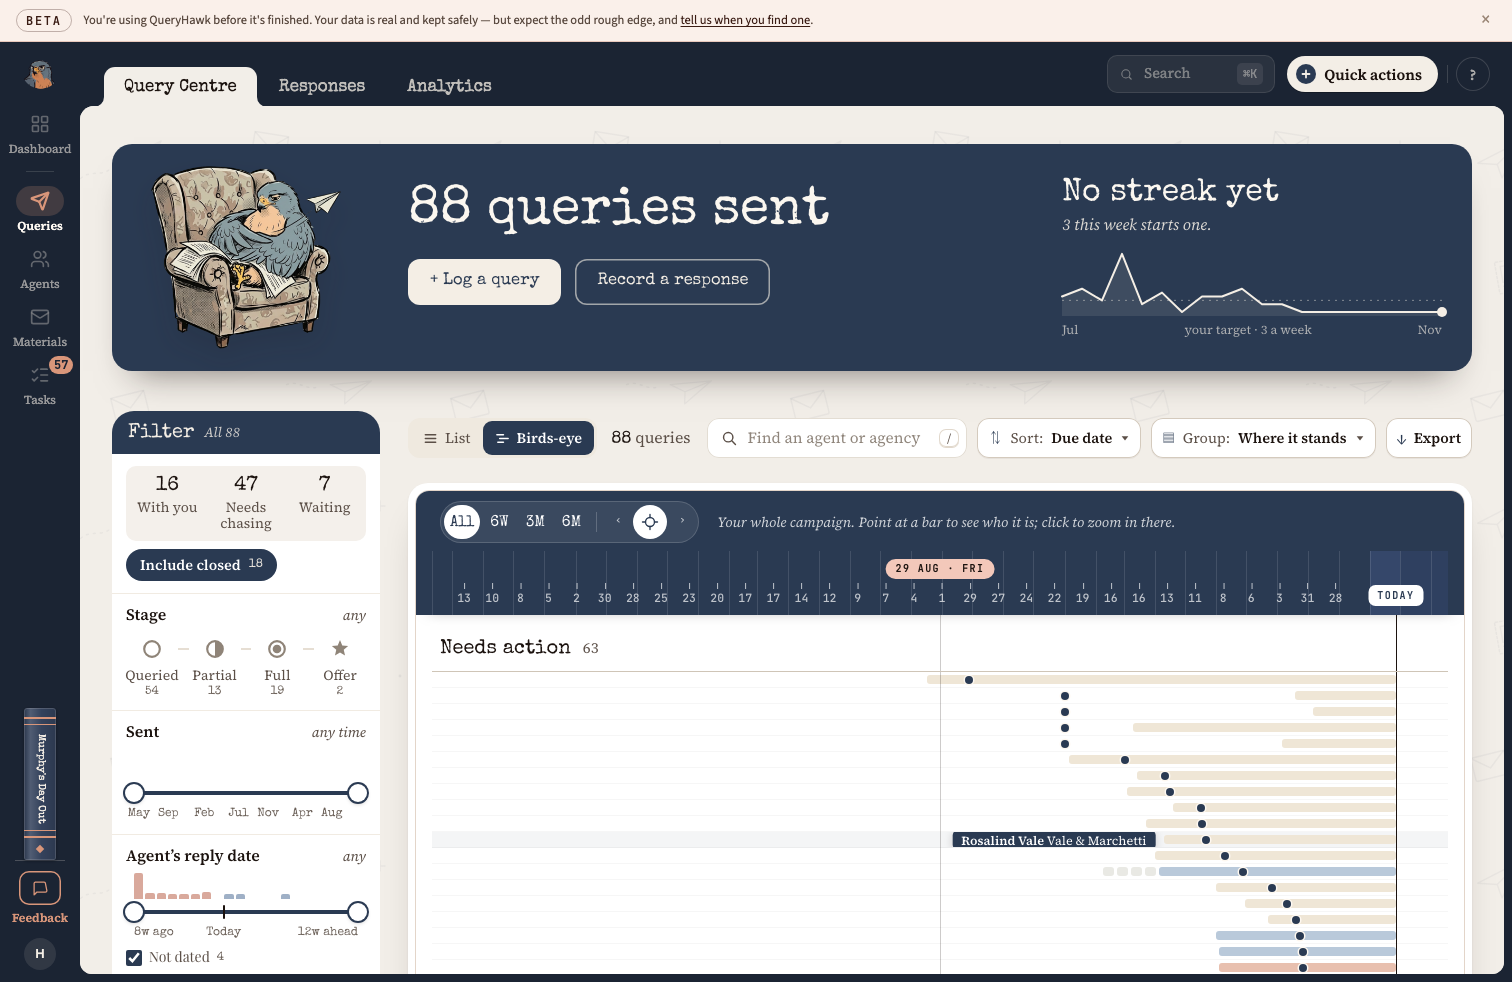 BETA
You're using QueryHawk before it's finished. Your data is real and kept safely — but expect the odd rough edge, and tell us when you find one.
×
Query Centre
Responses
Analytics
Search
⌘K
+ Quick actions
?
Dashboard
Queries
Agents
Materials
57
Tasks
Murphy's Day Out
Feedback
H
88 queries sent
+ Log a query
Record a response
No streak yet
3 this week starts one.
Jul
your target · 3 a week
Nov
Filter All 88
16
With you
47
Needs chasing
7
Waiting
Include closed 18
Stage
any
Queried
54
Partial
13
Full
19
Offer
2
Sent
any time
May Sep Feb Jul Nov Apr Aug
Agent's reply date
any
8w ago
Today
12w ahead
Not dated 4
List
Birds-eye
88 queries
Find an agent or agency
/
Sort: Due date
Group: Where it stands
Export
All 6W 3M 6M
Your whole campaign. Point at a bar to see who it is; click to zoom in there.
29 AUG · FRI
13 10 8 5 2 30 28 25 23 20 17 17 14 12 9 7 4 1 29 27 24 22 19 16 16 13 11 8 6 3 31 28
TODAY
Needs action 63
Rosalind Vale Vale & Marchetti